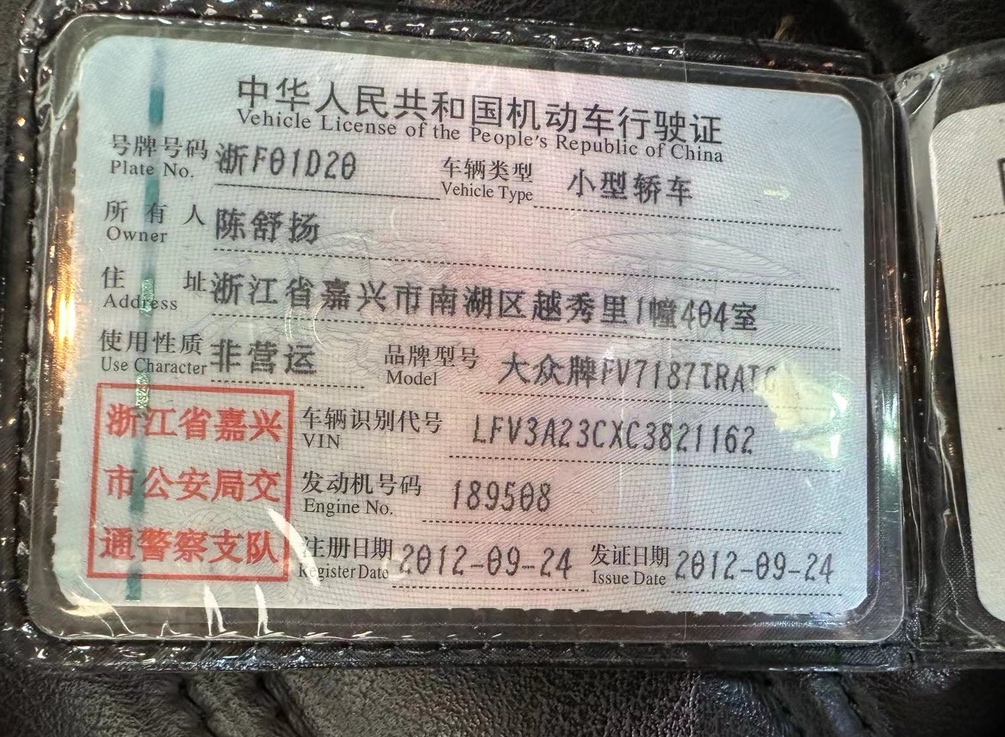 中华人民共和国机动车行驶证
Vehicle License of the People's Republic of China
号牌号码 浙F01D20 车辆类型 小型轿车
Plate No. Vehicle Type
所有人 陈舒扬
Owner
住址 浙江省嘉兴市南湖区越秀里1幢404室
Address
使用性质 非营运 品牌型号 大众牌FV7187TRATG
Use Character Model
浙江省嘉兴
市公安局交
通警察支队
车辆识别代号 LFV3A23CXC3821162
VIN
发动机号码 189508
Engine No.
注册日期 2012-09-24 发证日期 2012-09-24
Register Date Issue Date